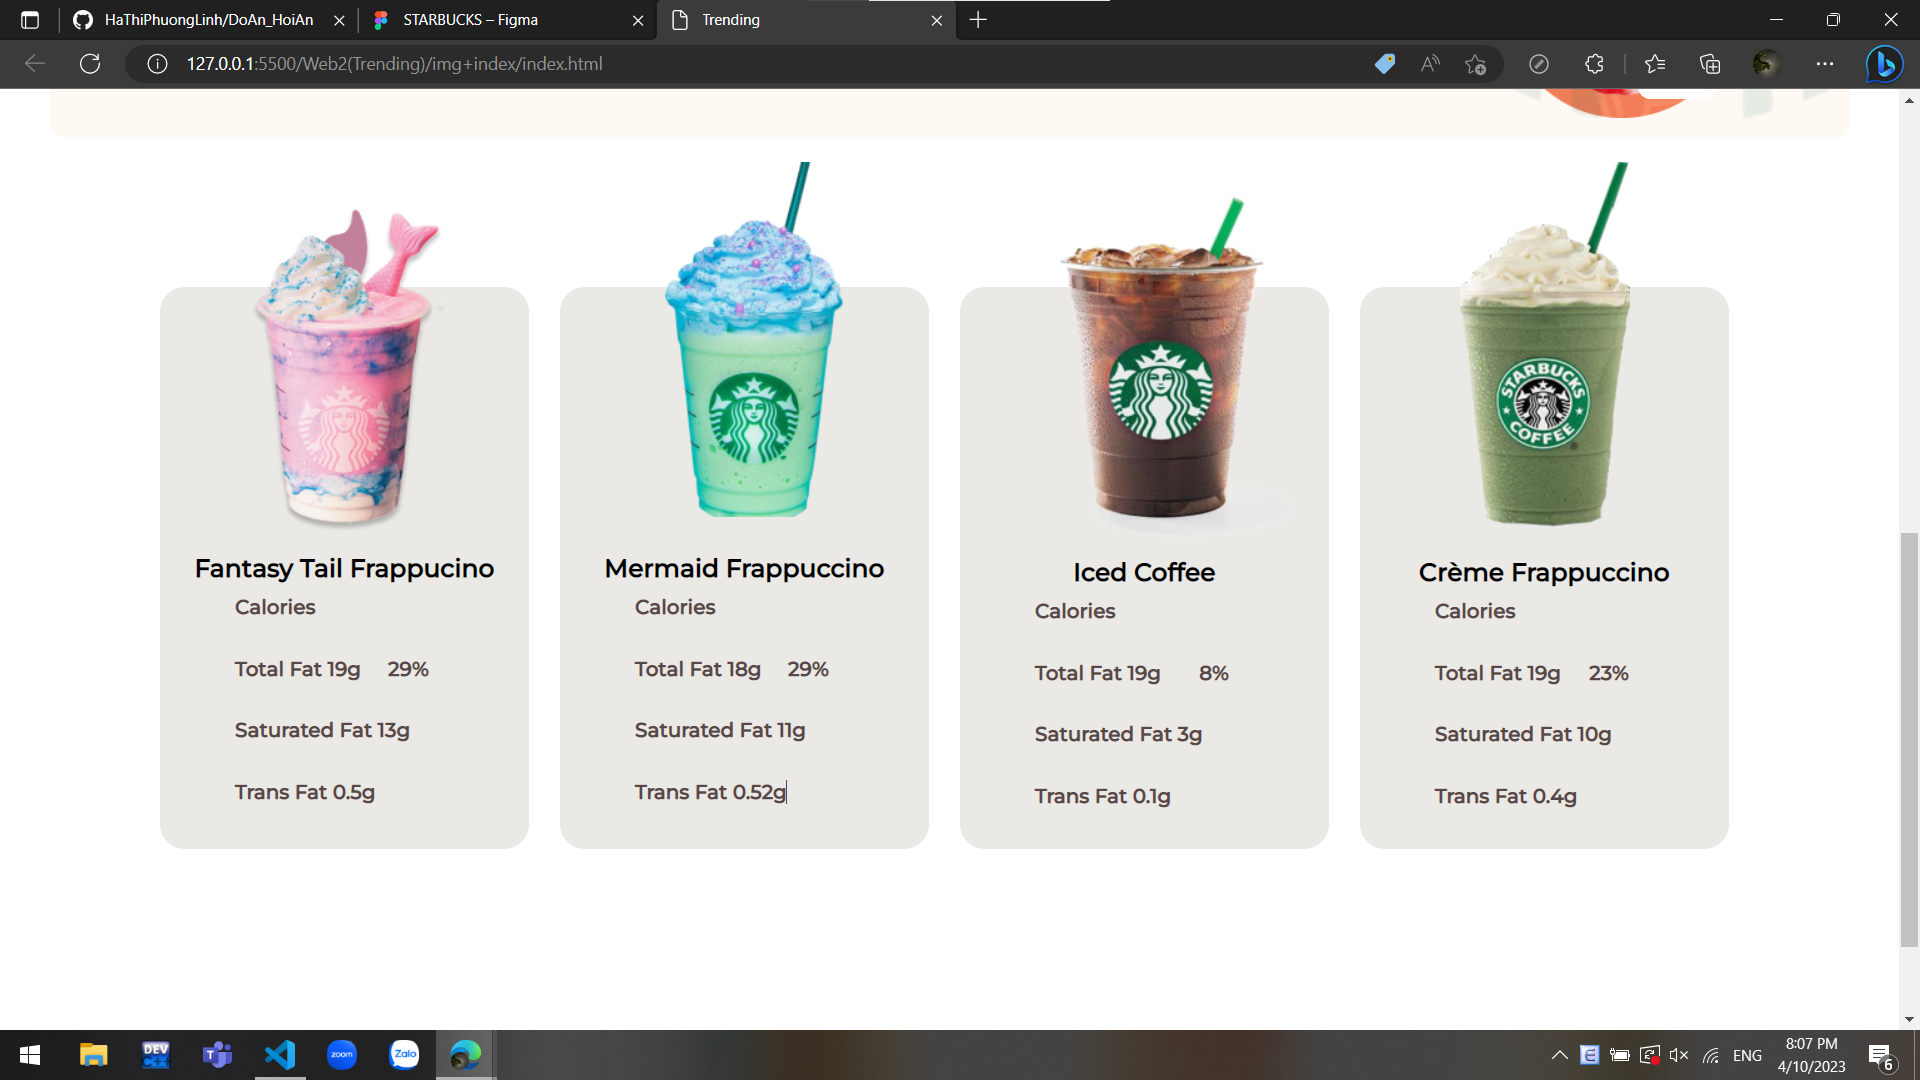 HaThiPhuongLinh/DoAn_HoiAn
STARBUCKS – Figma
Trending
127.0.0.1:5500/Web2(Trending)/img+index/index.html
STARBUCKS
COFFEE
Fantasy Tail Frappucino
Calories
Total Fat 19g 29%
Saturated Fat 13g
Trans Fat 0.5g
Mermaid Frappuccino
Calories
Total Fat 18g 29%
Saturated Fat 11g
Trans Fat 0.52g
Iced Coffee
Calories
Total Fat 19g 8%
Saturated Fat 3g
Trans Fat 0.1g
Crème Frappuccino
Calories
Total Fat 19g 23%
Saturated Fat 10g
Trans Fat 0.4g
DEV
C++
zoom
Zalo
ENG
8:07 PM
4/10/2023
6